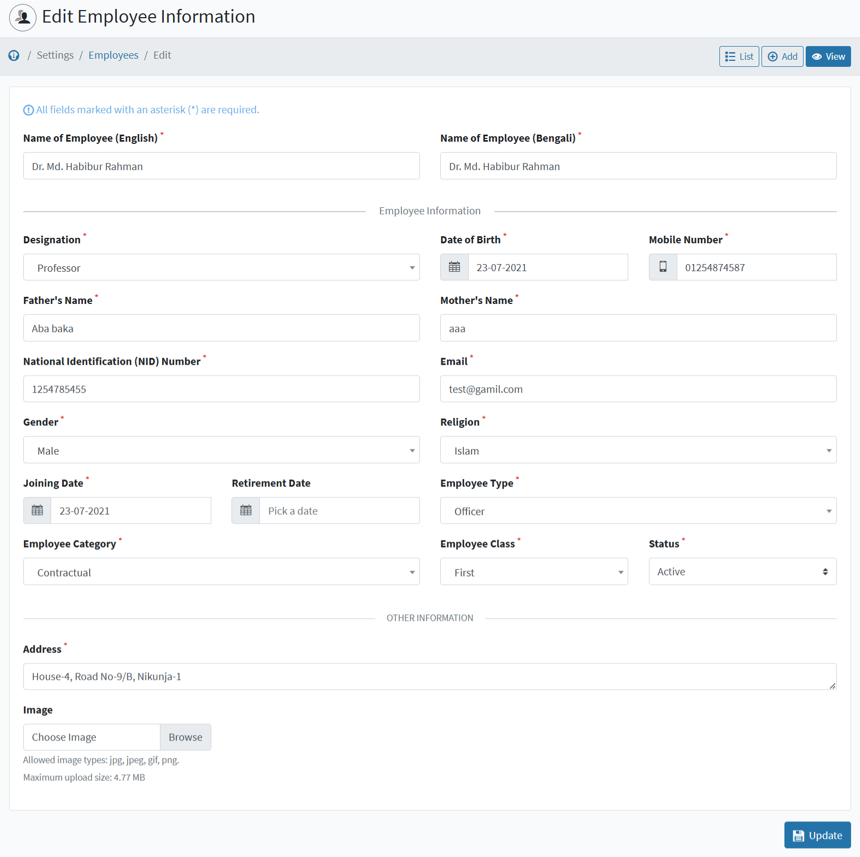 Edit Employee Information
/ Settings / Employees / Edit
List
Add
View
All fields marked with an asterisk (*) are required.
Name of Employee (English) *
Name of Employee (Bengali) *
Dr. Md. Habibur Rahman
Dr. Md. Habibur Rahman
Employee Information
Designation *
Date of Birth *
Mobile Number *
Professor
23-07-2021
01254874587
Father's Name *
Mother's Name *
Aba baka
aaa
National Identification (NID) Number *
Email *
1254785455
test@gamil.com
Gender *
Religion *
Male
Islam
Joining Date *
Retirement Date
Employee Type *
23-07-2021
Pick a date
Officer
Employee Category *
Employee Class *
Status *
Contractual
First
Active
OTHER INFORMATION
Address *
House-4, Road No-9/B, Nikunja-1
Image
Choose Image
Browse
Allowed image types: jpg, jpeg, gif, png.
Maximum upload size: 4.77 MB
Update